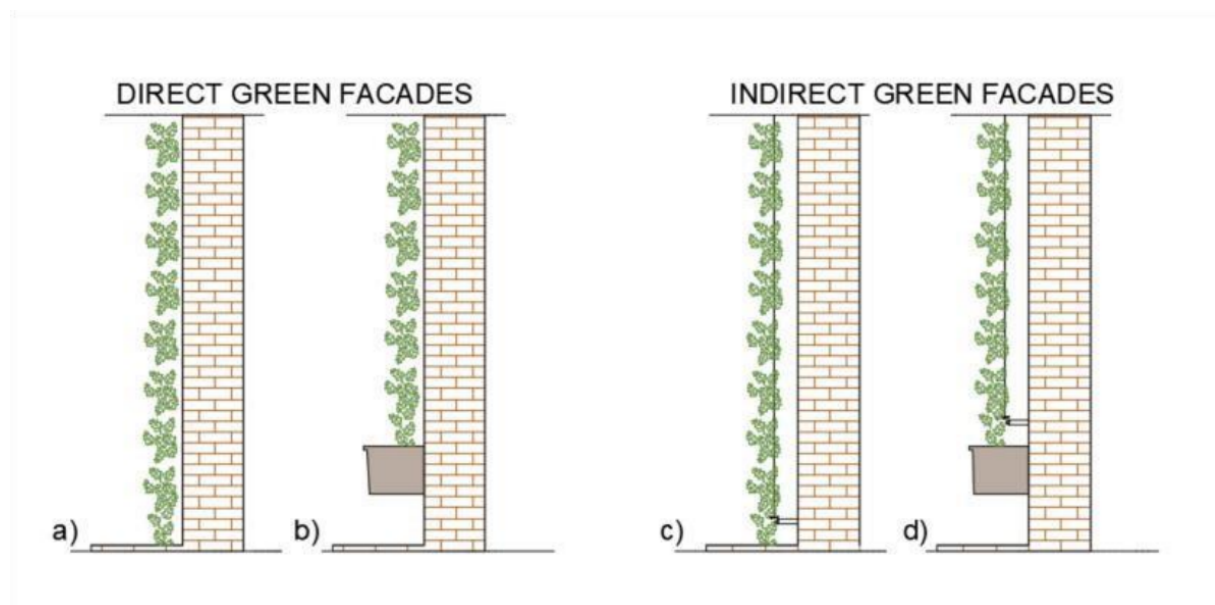 DIRECT GREEN FACADES
INDIRECT GREEN FACADES
a)
b)
c)
d)